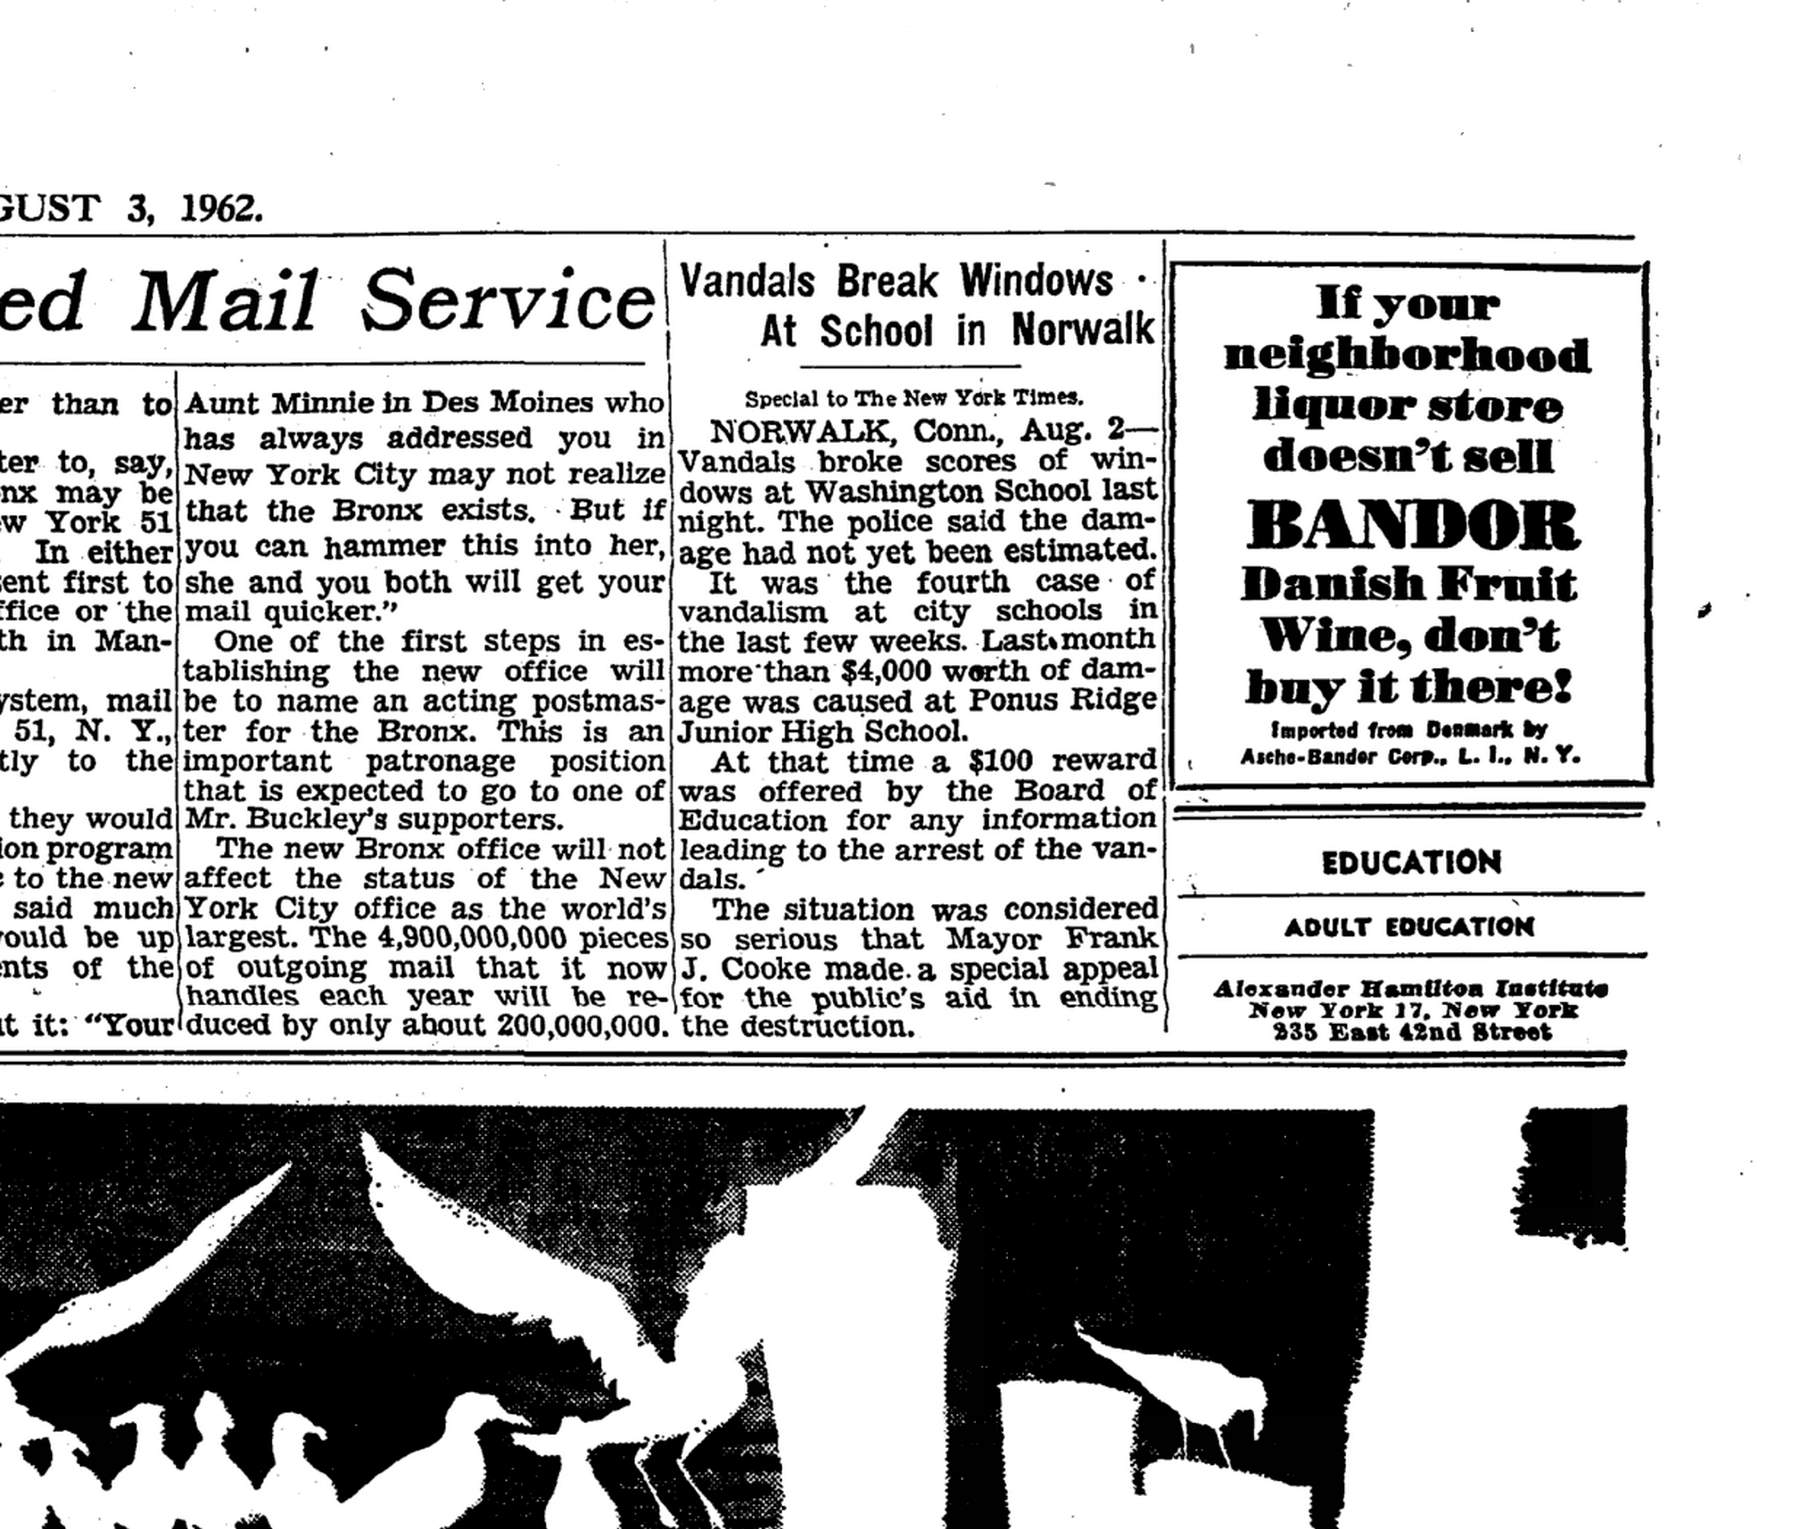 GUST 3, 1962.
ed Mail Service
er than to
ter to, say,
nx may be
w York 51
In either
ent first to
ffice or the
th in Man-
ystem, mail
51, N. Y.,
tly to the
they would
ion program
to the new
said much
ould be up
nts of the
t it: “Your
Aunt Minnie in Des Moines who
has always addressed you in
New York City may not realize
that the Bronx exists. But if
you can hammer this into her,
she and you both will get your
mail quicker.”
One of the first steps in es-
tablishing the new office will
be to name an acting postmas-
ter for the Bronx. This is an
important patronage position
that is expected to go to one of
Mr. Buckley's supporters.
The new Bronx office will not
affect the status of the New
York City office as the world's
largest. The 4,900,000,000 pieces
of outgoing mail that it now
handles each year will be re-
duced by only about 200,000,000.
Vandals Break Windows
At School in Norwalk
Special to The New York Times.
NORWALK, Conn., Aug. 2—
Vandals broke scores of win-
dows at Washington School last
night. The police said the dam-
age had not yet been estimated.
It was the fourth case of
vandalism at city schools in
the last few weeks. Last month
more than $4,000 worth of dam-
age was caused at Ponus Ridge
Junior High School.
At that time a $100 reward
was offered by the Board of
Education for any information
leading to the arrest of the van-
dals.
The situation was considered
so serious that Mayor Frank
J. Cooke made a special appeal
for the public's aid in ending
the destruction.
If your
neighborhood
liquor store
doesn't sell
BANDOR
Danish Fruit
Wine, don't
buy it there!
Imported from Denmark by
Asche-Bandor Corp., L. I., N. Y.
EDUCATION
ADULT EDUCATION
Alexander Hamilton Institute
New York 17, New York
235 East 42nd Street